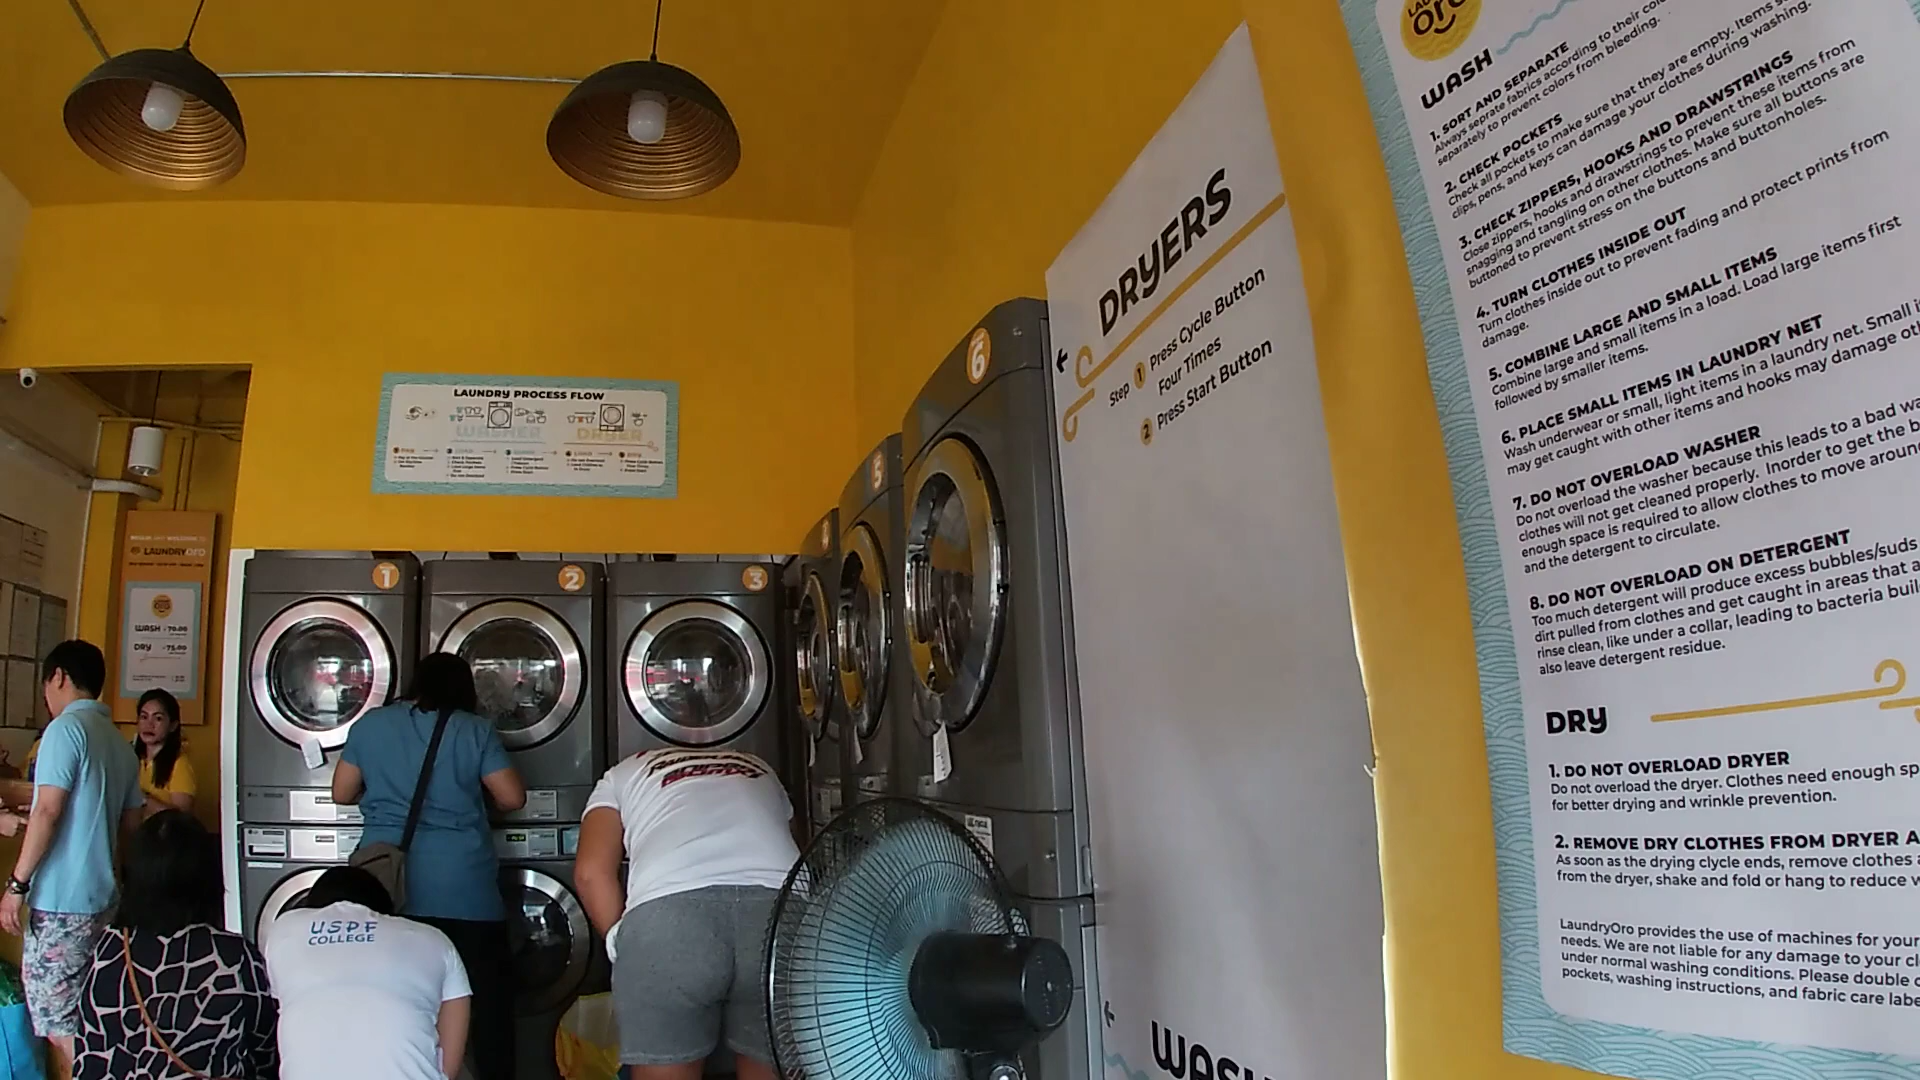 LAUNDRY PROCESS FLOW
WASHER
DRYER
LAUNDRYoro
oro
WASH - 70.00
DRY - 75.00
1
2
3
5
6
USPF
COLLEGE
DRYERS
Step 1 Press Cycle Button
Four Times
2 Press Start Button
WASH
oro
WASH
1. SORT AND SEPARATE
Always separate fabrics according to their
separately to prevent colors from bleeding.
2. CHECK POCKETS
Check all pockets to make sure that they are empty. Items
clips, pens, and keys can damage your clothes during washing.
3. CHECK ZIPPERS, HOOKS AND DRAWSTRINGS
Close zippers, hooks and drawstrings to prevent these items from
snagging and tangling on other clothes. Make sure all buttons are
buttoned to prevent stress on the buttons and buttonholes.
4. TURN CLOTHES INSIDE OUT
Turn clothes inside out to prevent fading and protect prints from
damage.
5. COMBINE LARGE AND SMALL ITEMS
Combine large and small items in a load. Load large items first
followed by smaller items.
6. PLACE SMALL ITEMS IN LAUNDRY NET
Wash underwear or small, light items in a laundry net. Small
may get caught with other items and hooks may damage
7. DO NOT OVERLOAD WASHER
Do not overload the washer because this leads to a bad
clothes will not get cleaned properly. Inorder to get the
enough space is required to allow clothes to move around
and the detergent to circulate.
8. DO NOT OVERLOAD ON DETERGENT
Too much detergent will produce excess bubbles/suds
dirt pulled from clothes and get caught in areas that
rinse clean, like under a collar, leading to bacteria
also leave detergent residue.
DRY
1. DO NOT OVERLOAD DRYER
Do not overload the dryer. Clothes need enough
for better drying and wrinkle prevention.
2. REMOVE DRY CLOTHES FROM DRYER
As soon as the drying clycle ends, remove clothes
from the dryer, shake and fold or hang to reduce
LaundryOro provides the use of machines for your
needs. We are not liable for any damage to your
under normal washing conditions. Please double
pockets, washing instructions, and fabric care